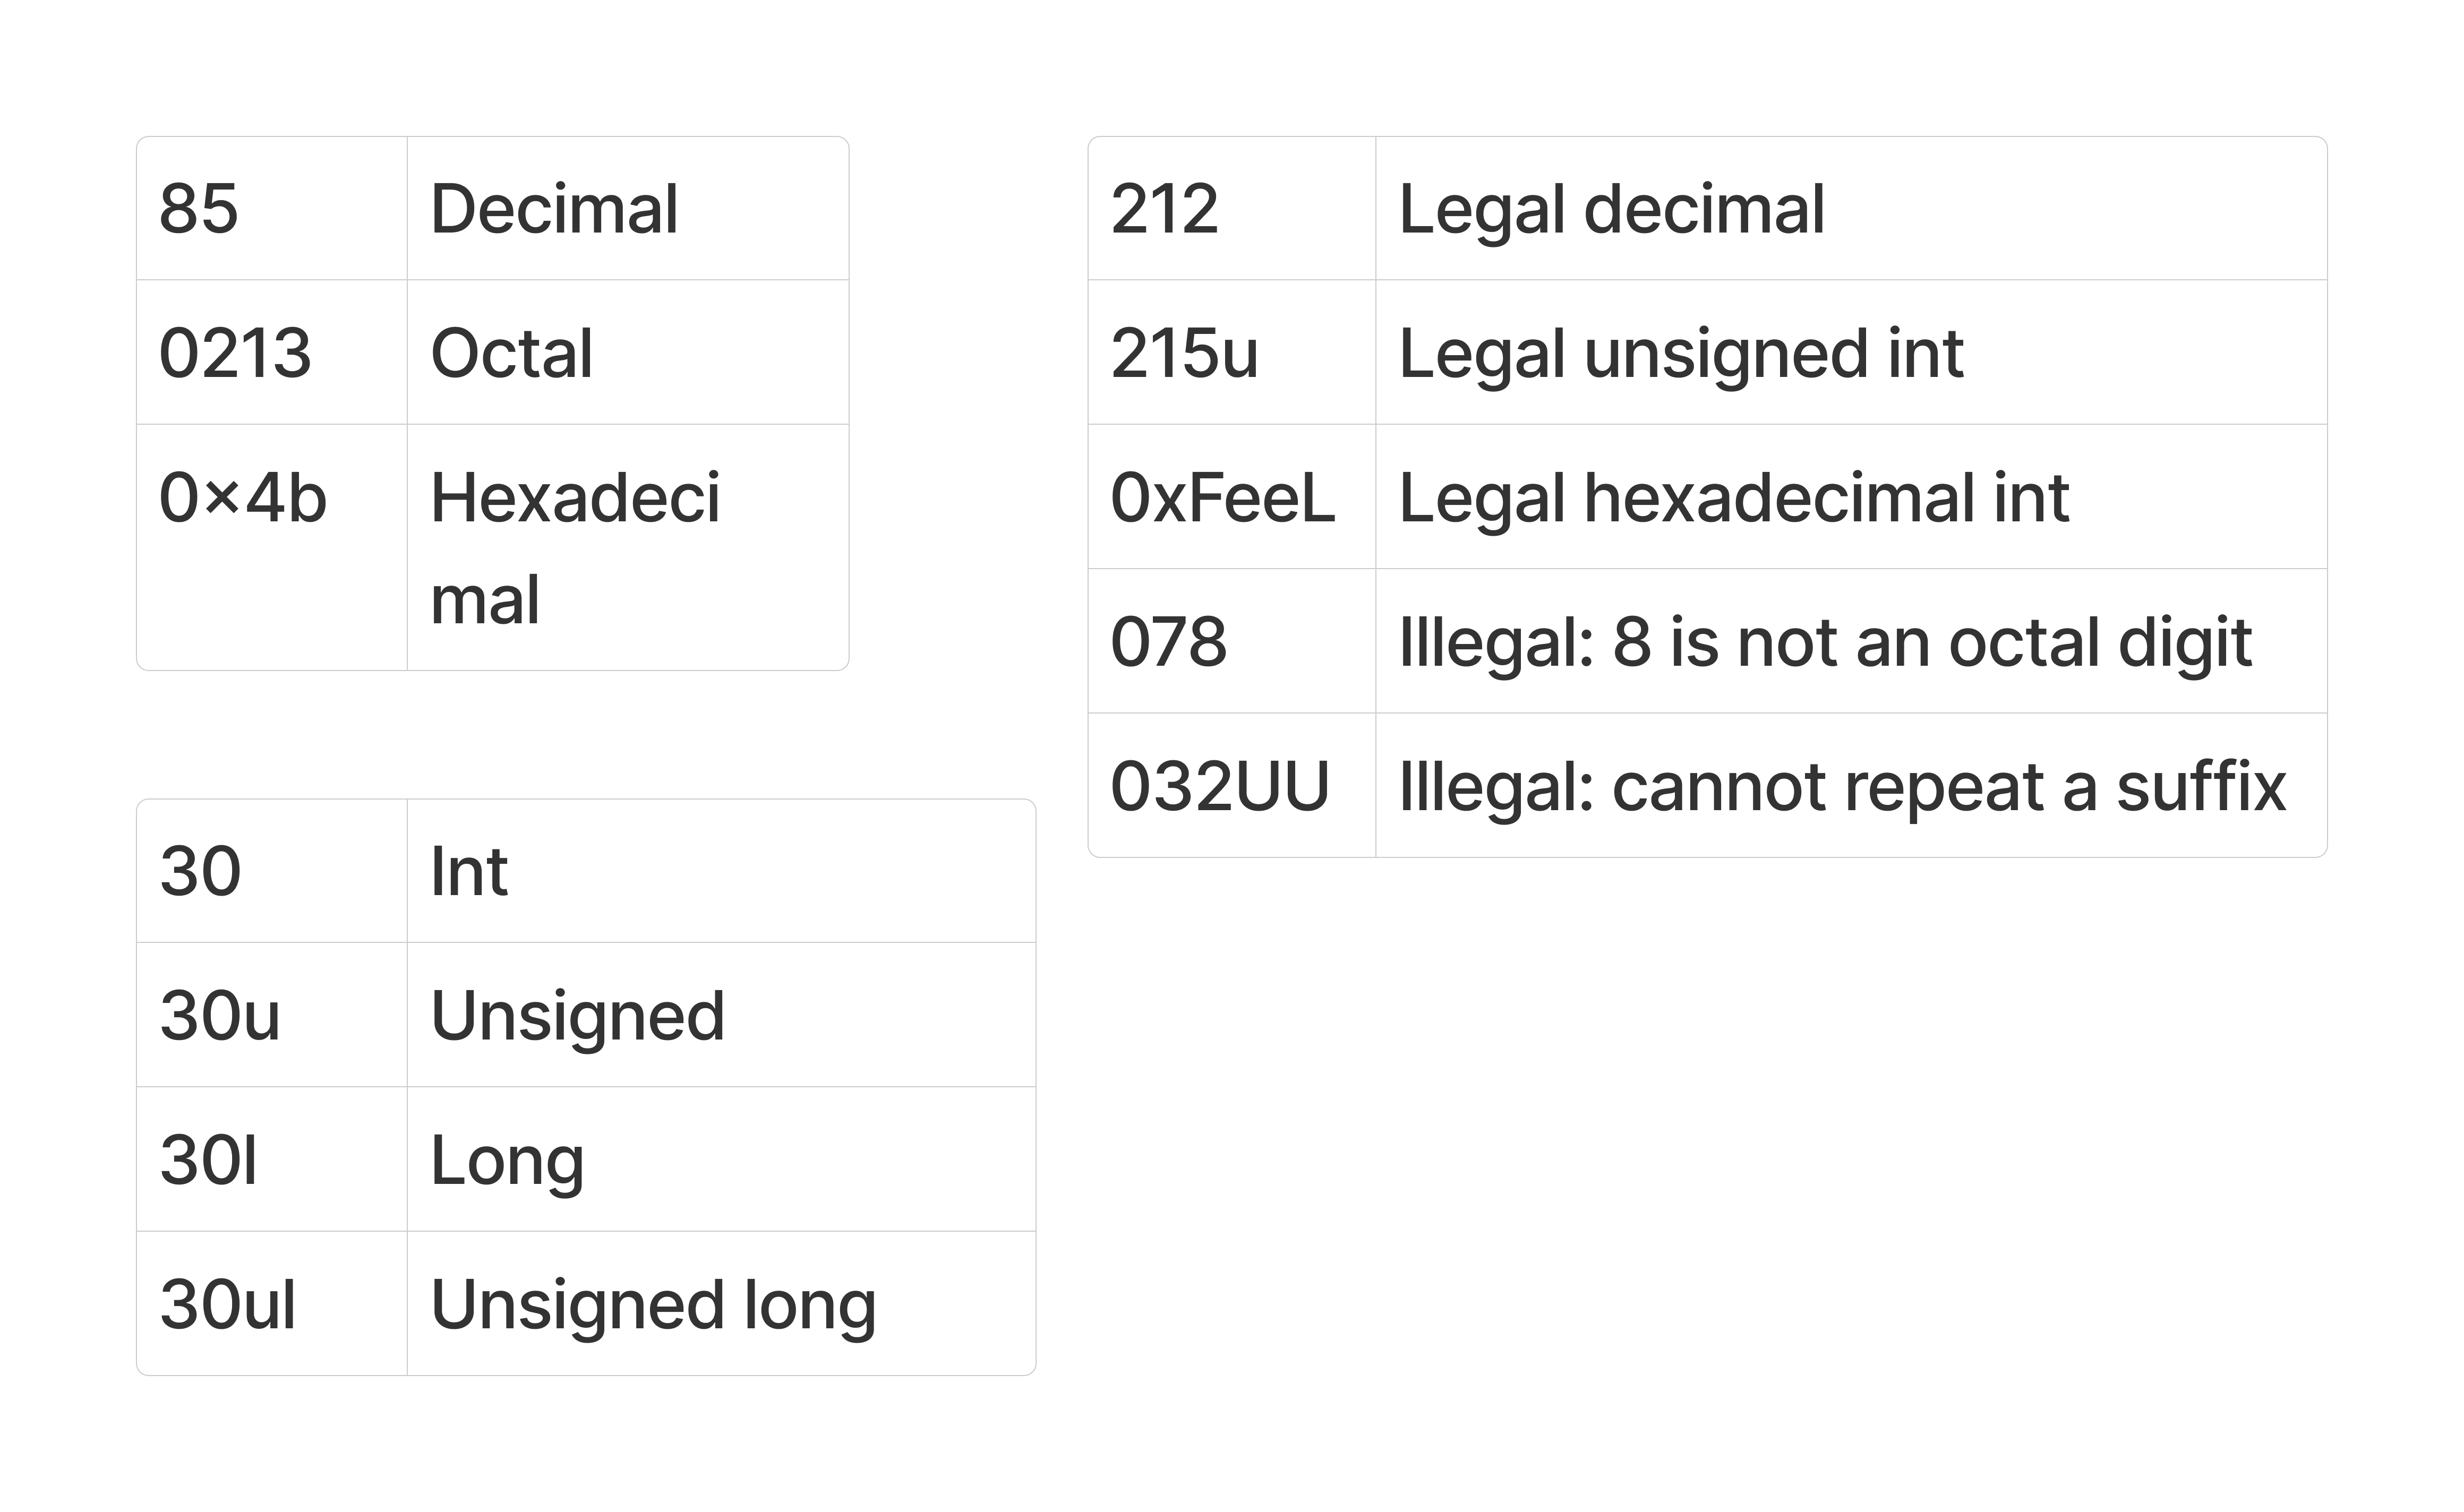 85 Decimal
0213 Octal
0×4b Hexadeci
mal
30 Int
30u Unsigned
30l Long
30ul Unsigned long
212 Legal decimal
215u Legal unsigned int
0xFeeL Legal hexadecimal int
078 Illegal: 8 is not an octal digit
032UU Illegal: cannot repeat a suffix